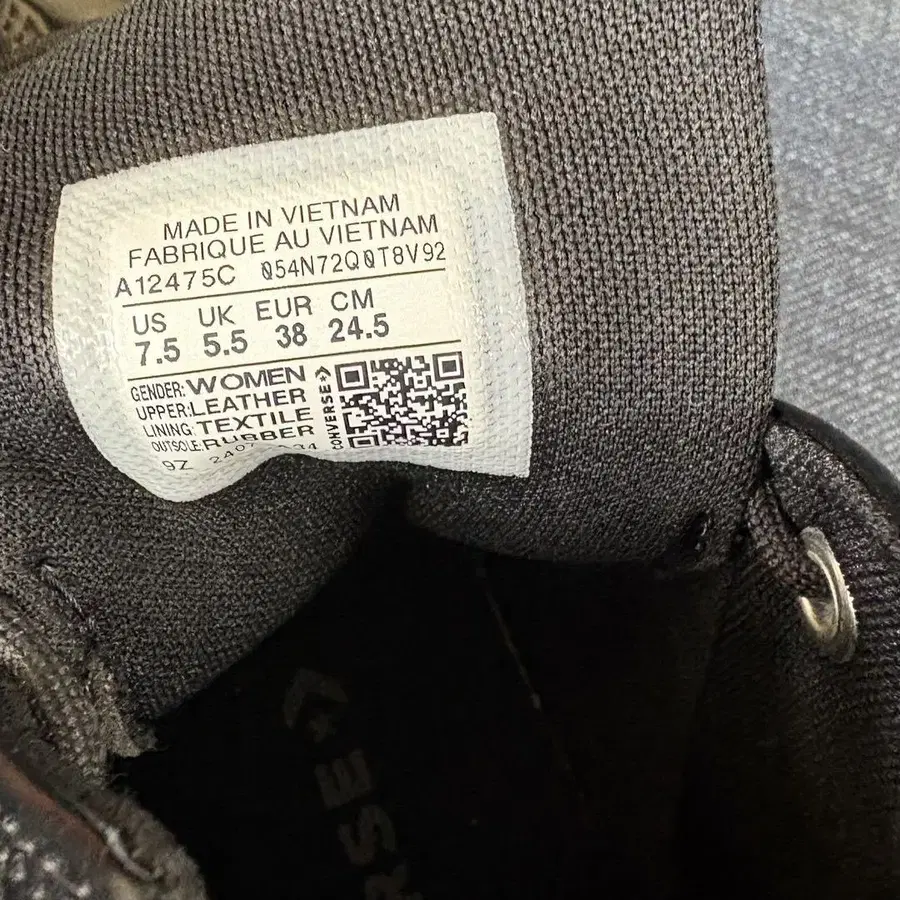 MADE IN VIETNAM
FABRIQUE AU VIETNAM
A12475C 054N72Q0T8V92
US UK EUR CM
7.5 5.5 38 24.5
GENDER: WOMEN
UPPER: LEATHER
LINING: TEXTILE
OUTSOLE: RUBBER
9Z
CONVERSE